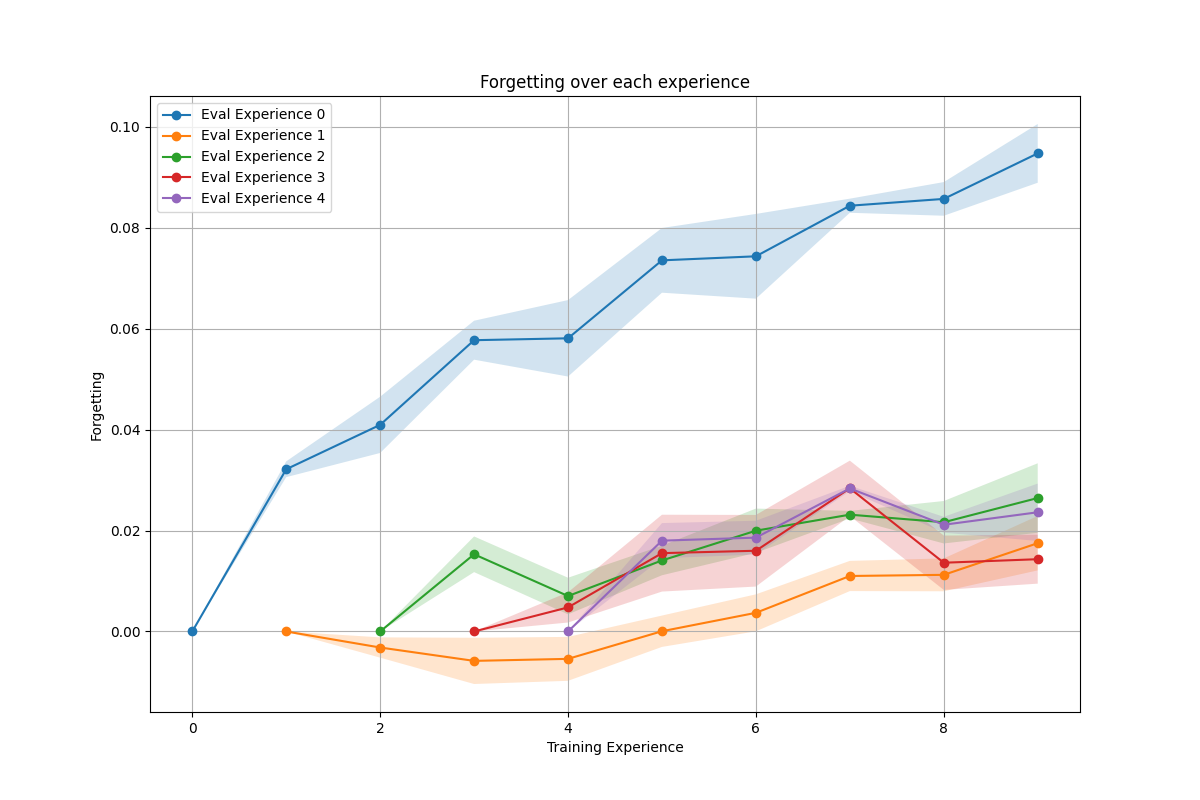 Forgetting over each experience
Eval Experience 0
Eval Experience 1
Eval Experience 2
Eval Experience 3
Eval Experience 4
0.10
0.08
0.06
0.04
0.02
0.00
Forgetting
0 2 4 6 8
Training Experience